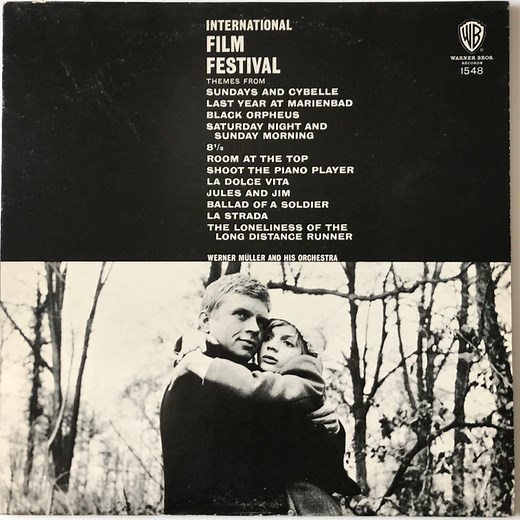 INTERNATIONAL
FILM
FESTIVAL
THEMES FROM
SUNDAYS AND CYBELLE
LAST YEAR AT MARIENBAD
BLACK ORPHEUS
SATURDAY NIGHT AND
SUNDAY MORNING
8½
ROOM AT THE TOP
SHOOT THE PIANO PLAYER
LA DOLCE VITA
JULES AND JIM
BALLAD OF A SOLDIER
LA STRADA
THE LONELINESS OF THE
LONG DISTANCE RUNNER
WERNER MÜLLER AND HIS ORCHESTRA
WB
WARNER BROS.
RECORDS
1548